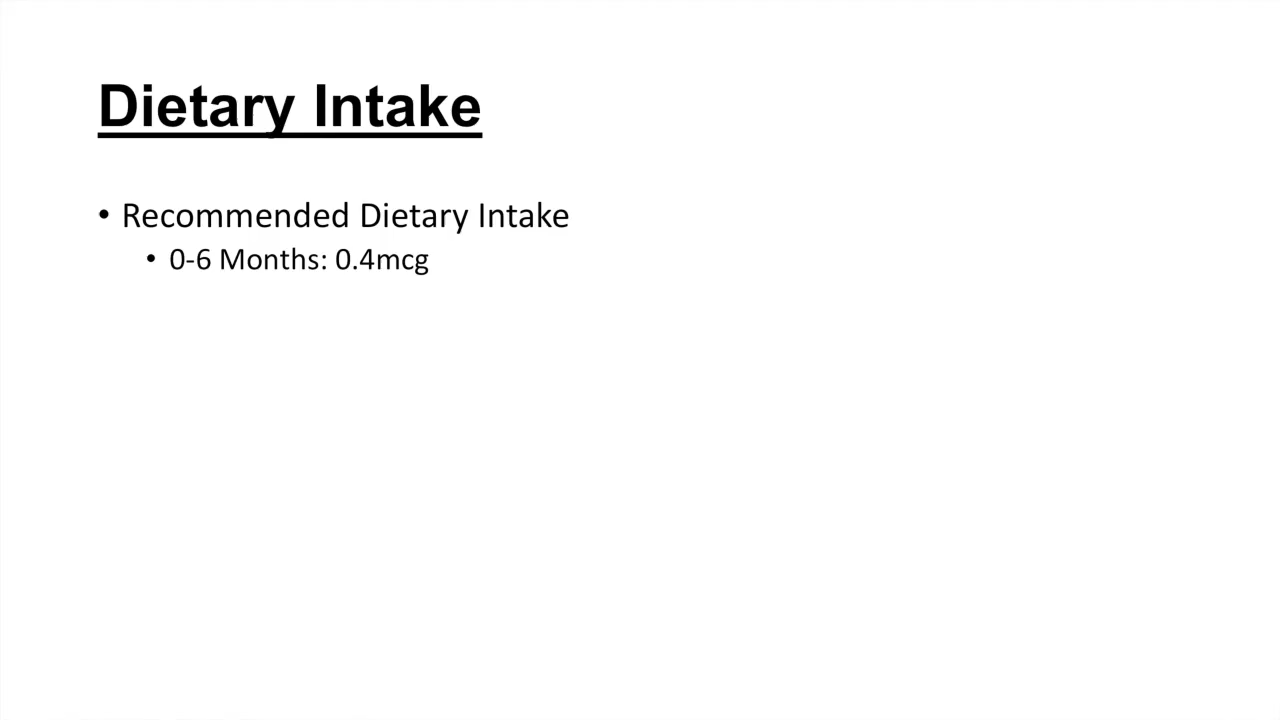 Dietary Intake
• Recommended Dietary Intake
• 0-6 Months: 0.4mcg